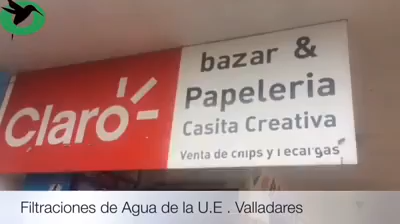 Claro
bazar &
Papeleria
Casita Creativa
Venta de chips y recargas
Filtraciones de Agua de la U.E . Valladares